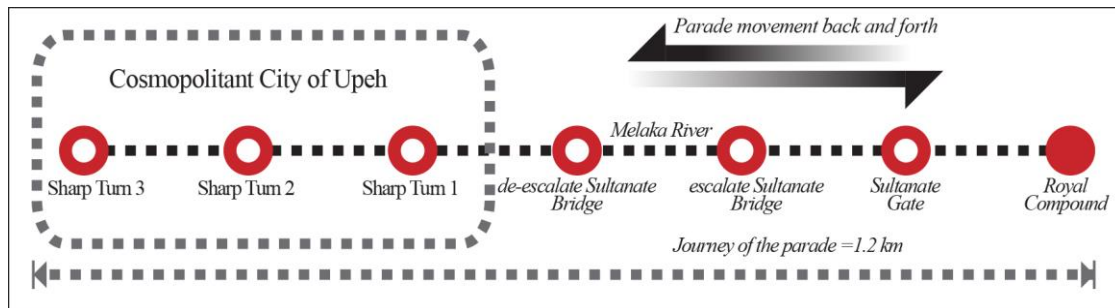 Parade movement back and forth
Cosmopolitant City of Upeh
Melaka River
Sharp Turn 3
Sharp Turn 2
Sharp Turn 1
de-escalate Sultanate
Bridge
escalate Sultanate
Bridge
Sultanate
Gate
Royal
Compound
Journey of the parade =1.2 km